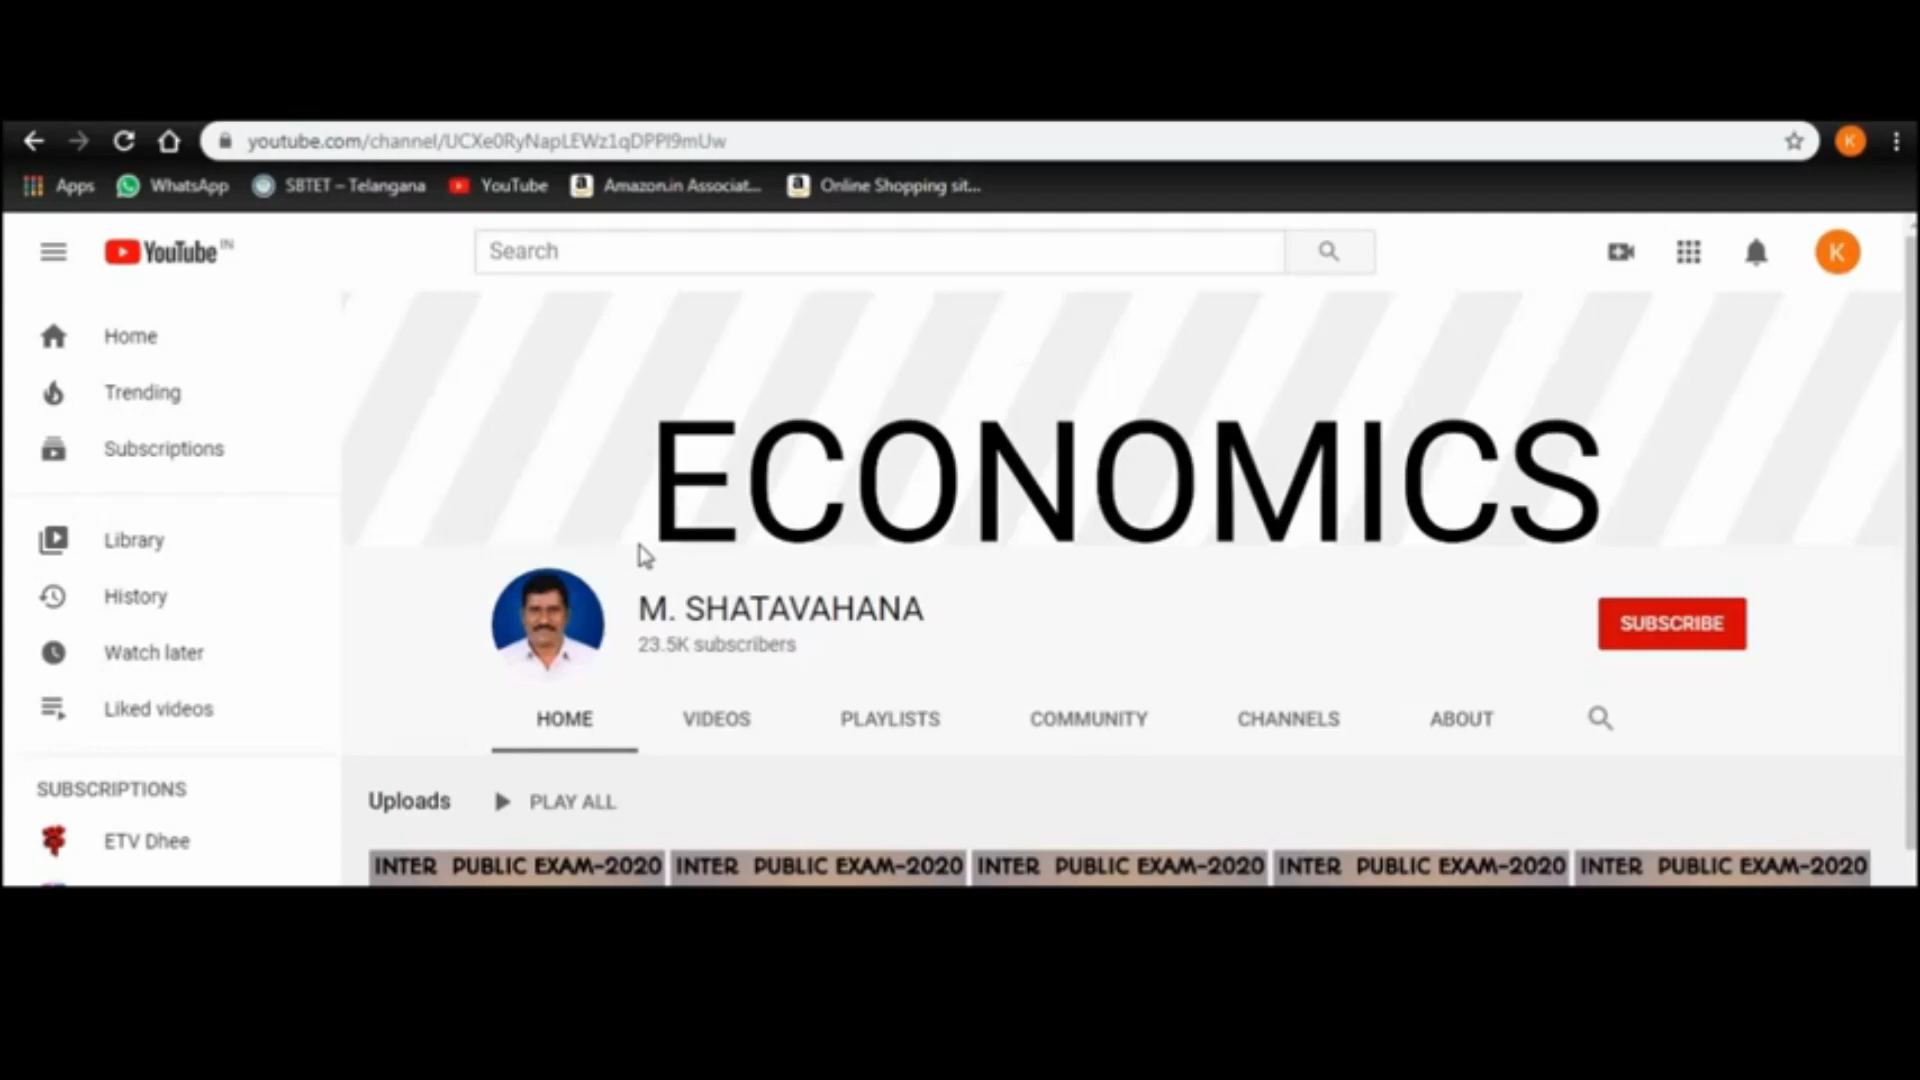 youtube.com/channel/UCXe0RyNapLEWz1qDPPI9mUw
K
Apps
WhatsApp
SBTET – Telangana
YouTube
Amazon.in Associat...
Online Shopping sit...
YouTube IN
Search
K
Home
Trending
Subscriptions
Library
History
Watch later
Liked videos
SUBSCRIPTIONS
ETV Dhee
ECONOMICS
M. SHATAVAHANA
23.5K subscribers
SUBSCRIBE
HOME VIDEOS PLAYLISTS COMMUNITY CHANNELS ABOUT
Uploads PLAY ALL
INTER PUBLIC EXAM-2020
INTER PUBLIC EXAM-2020
INTER PUBLIC EXAM-2020
INTER PUBLIC EXAM-2020
INTER PUBLIC EXAM-2020